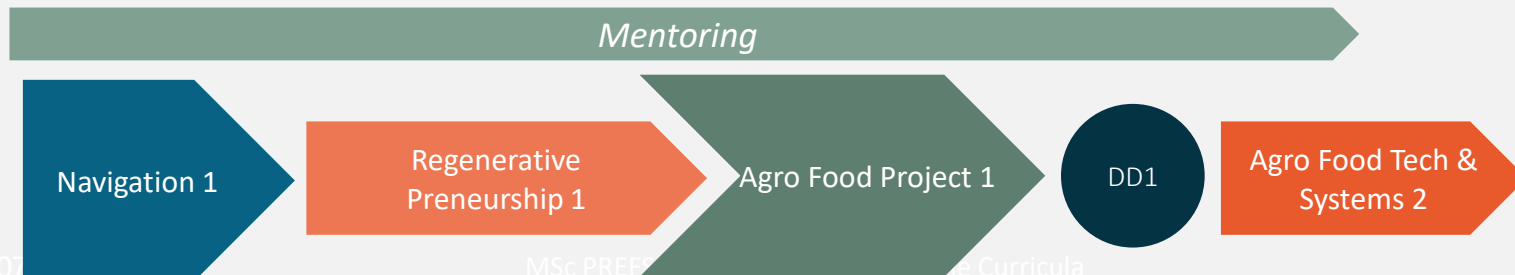 Mentoring
Navigation 1
Regenerative
Preneurship 1
Agro Food Project 1
DD1
Agro Food Tech &
Systems 2
07
MSc PREFS
e Curricula